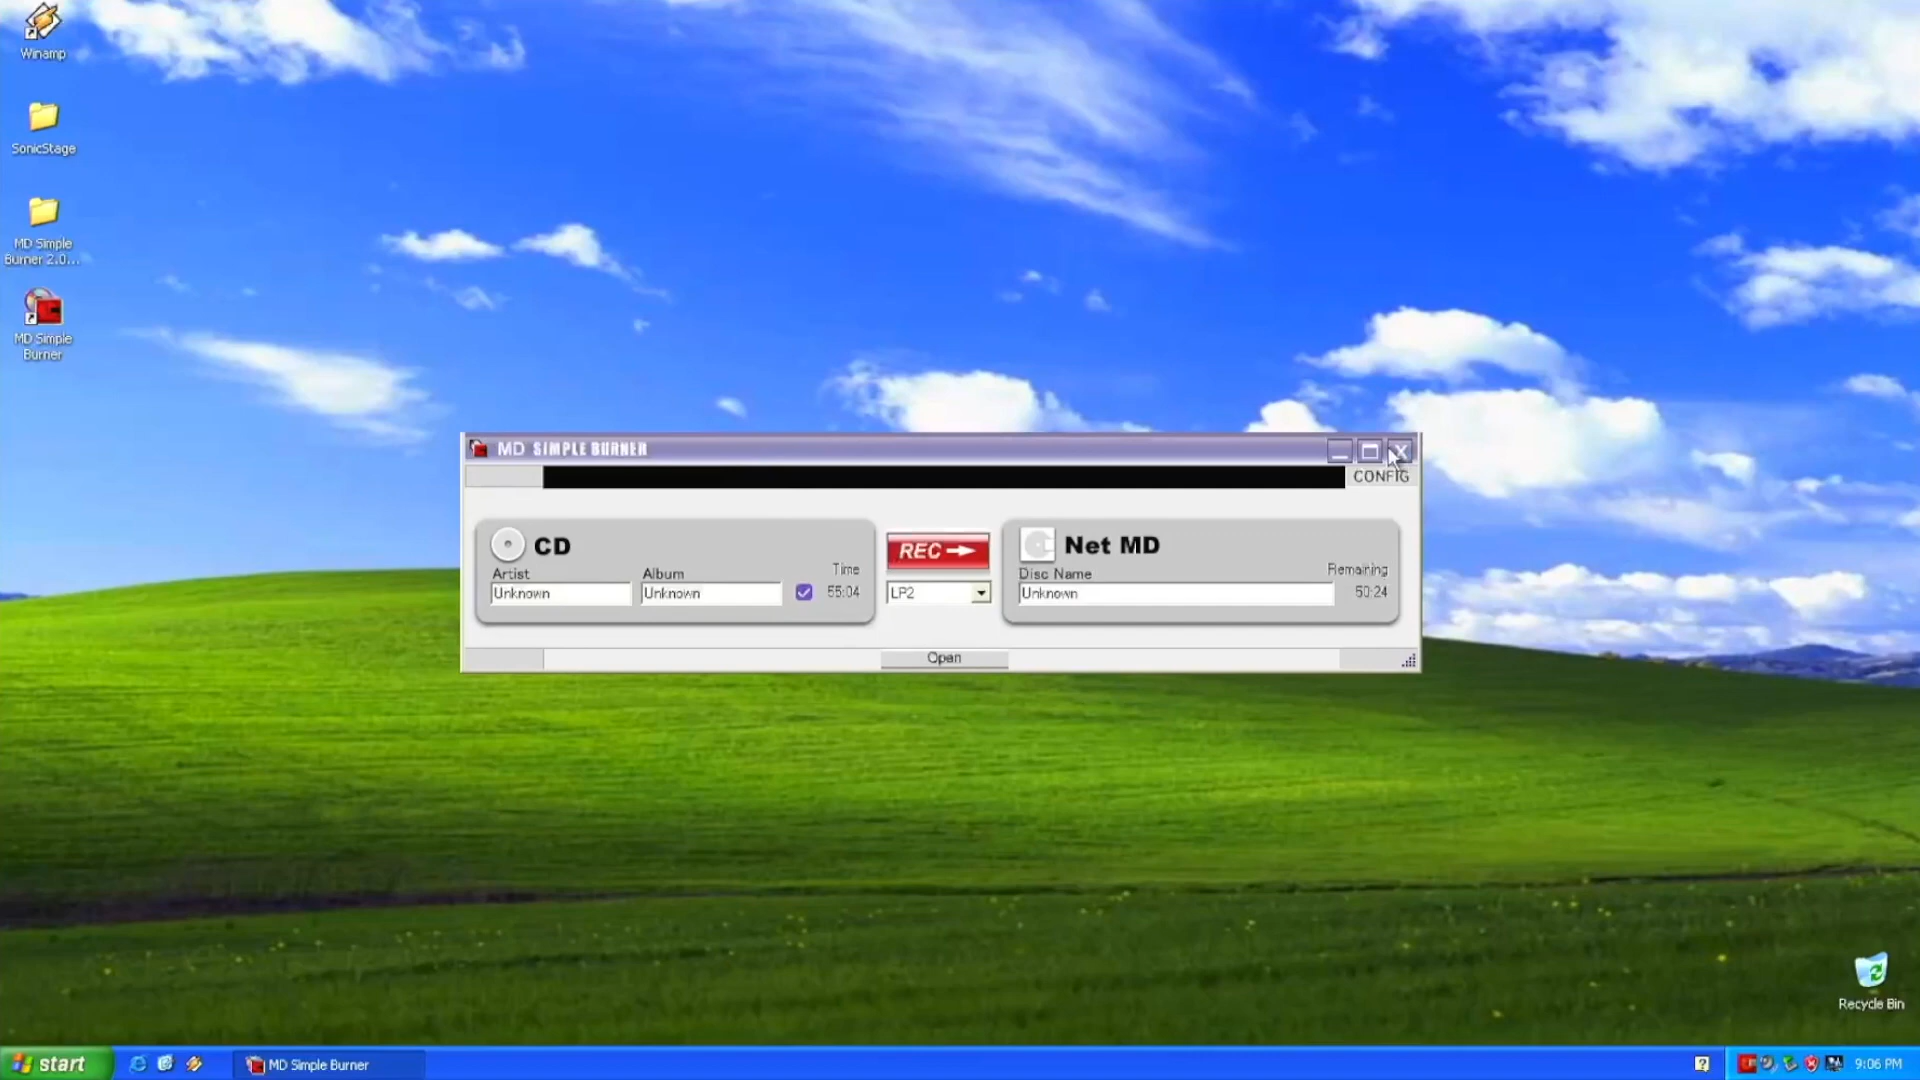 Winamp
SonicStage
MD Simple
Burner 2.0...
MD Simple
Burner
MD SIMPLE BURNER
CONFIG
CD
Artist
Album
Time
Unknown
Unknown
55:04
REC
LP2
Net MD
Disc Name
Remaining
Unknown
50:24
Open
Recycle Bin
start
MD Simple Burner
9:06 PM